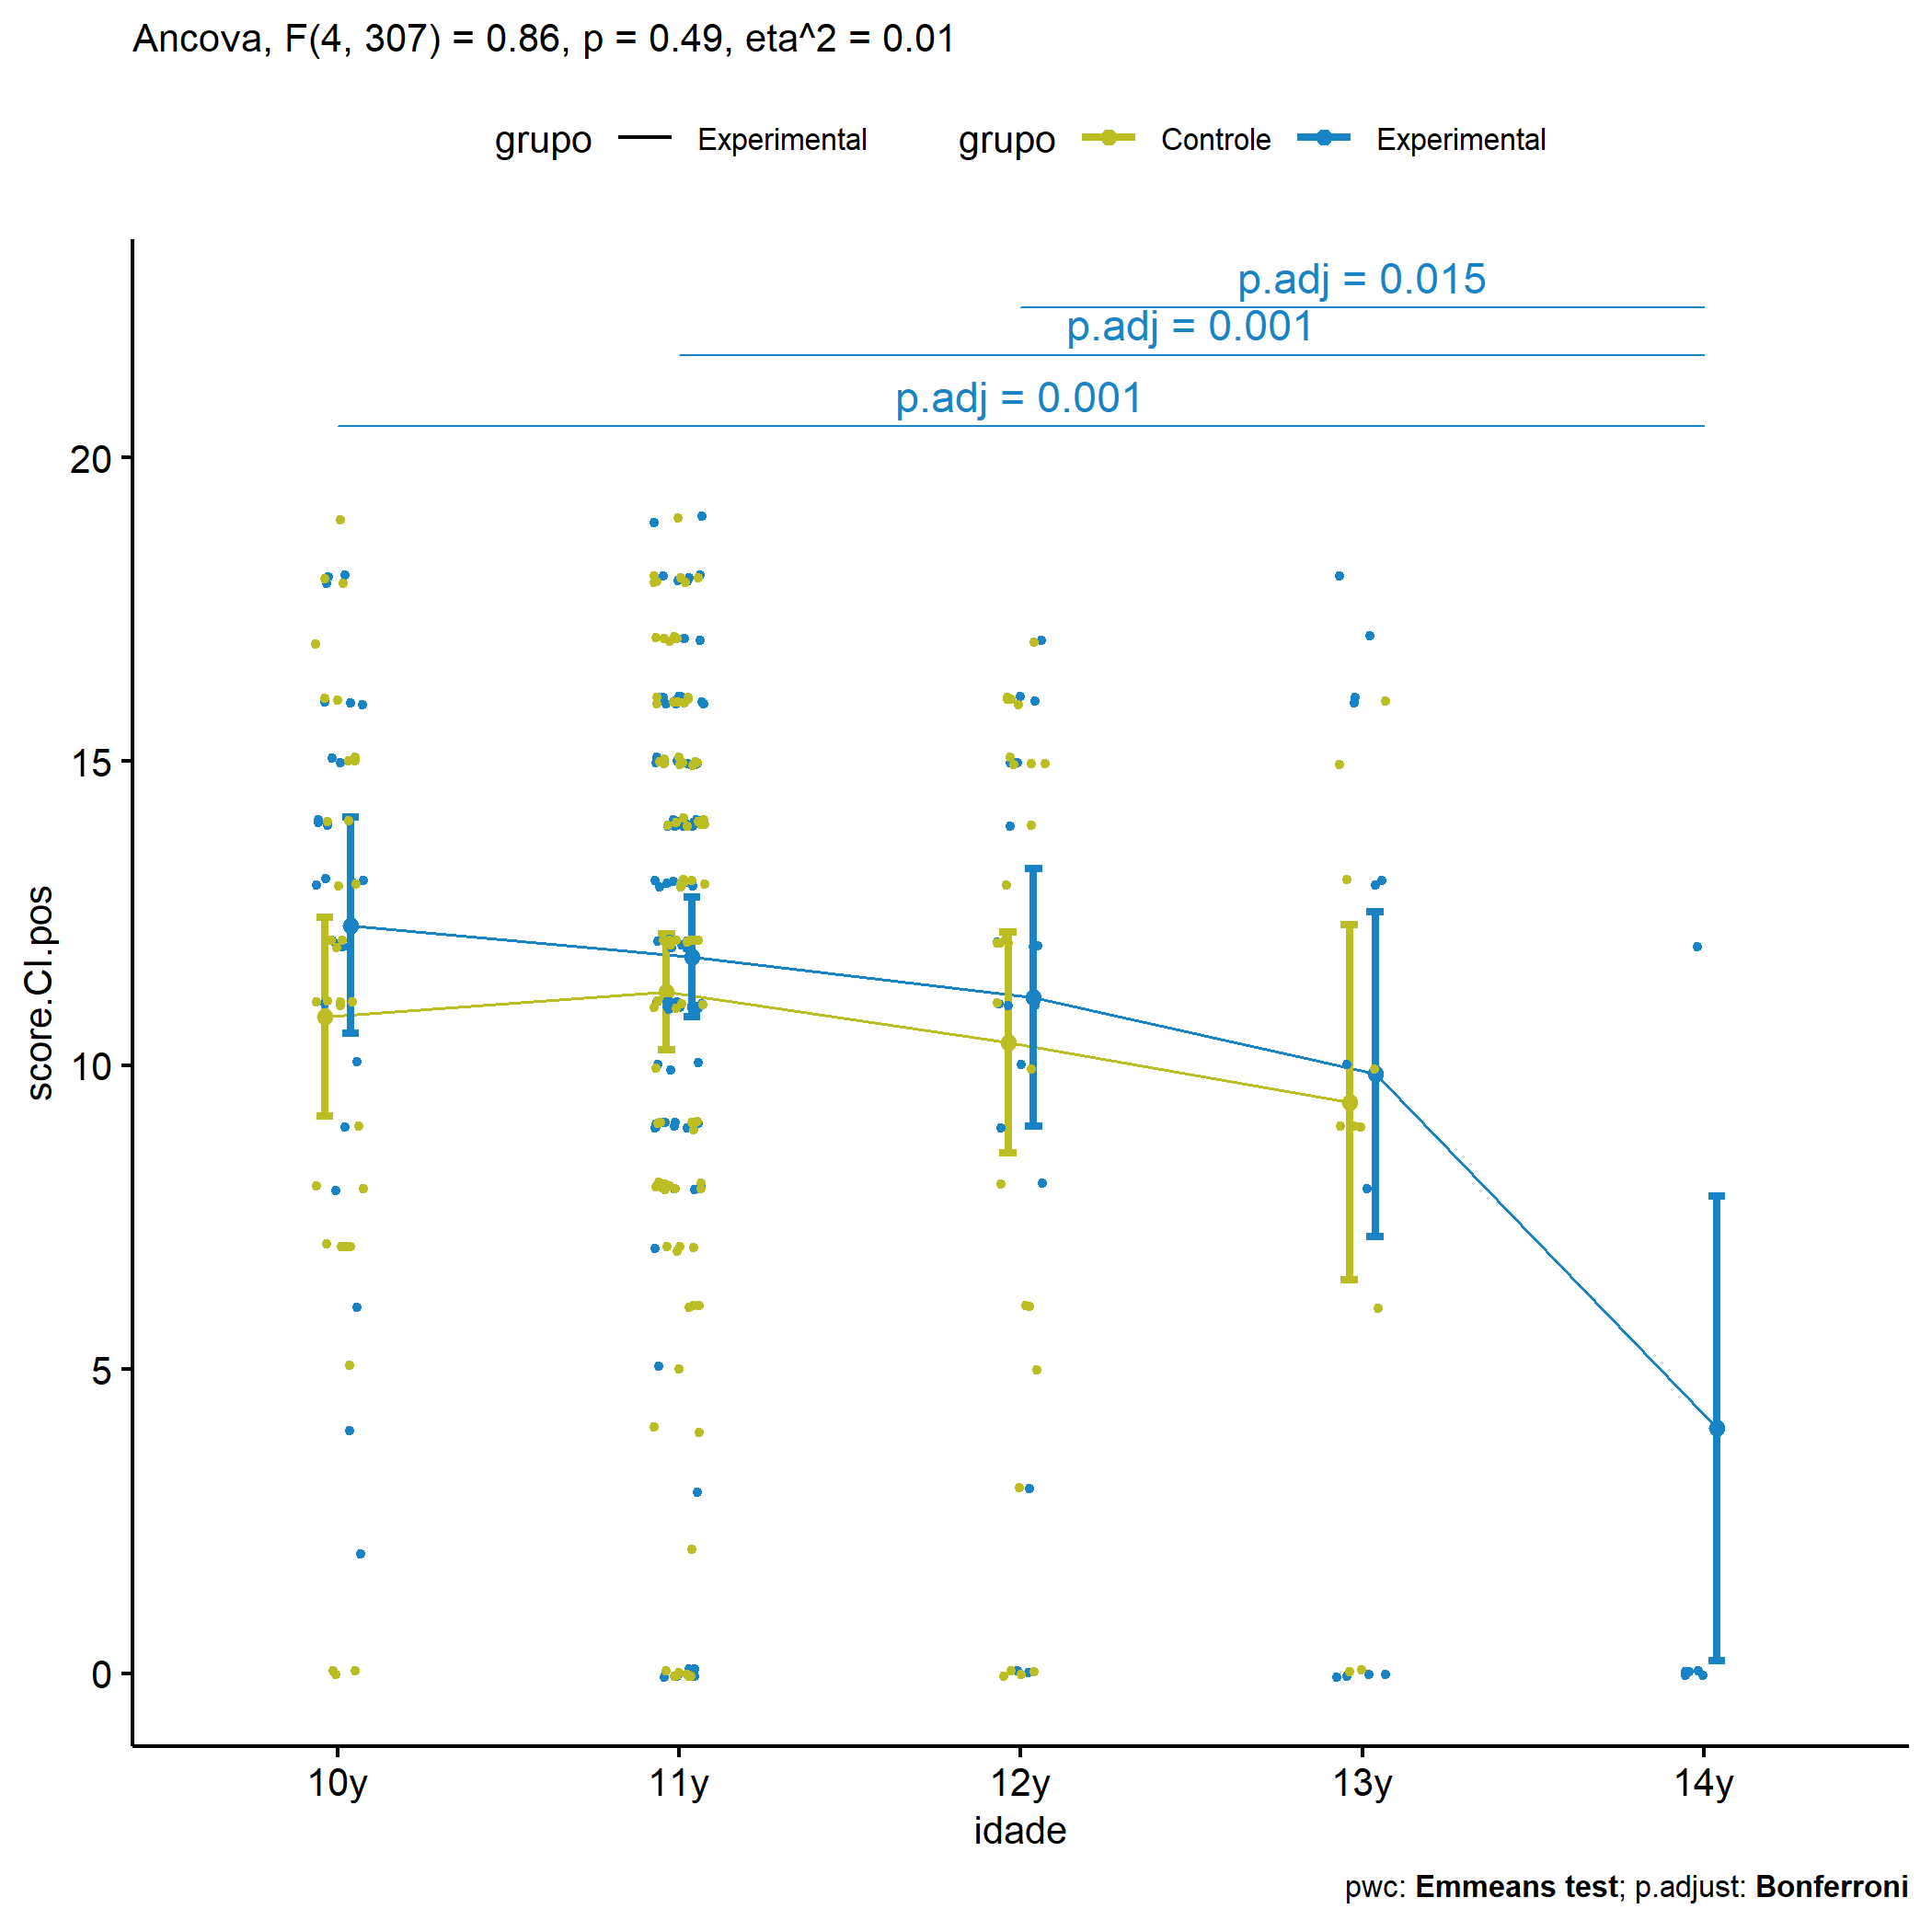 Ancova, F(4, 307) = 0.86, p = 0.49, eta^2 = 0.01
grupo Experimental grupo Controle Experimental
p.adj = 0.015
p.adj = 0.001
p.adj = 0.001
20
15
10
5
0
score.CI.pos
10y 11y 12y 13y 14y
idade
pwc: Emmeans test; p.adjust: Bonferroni